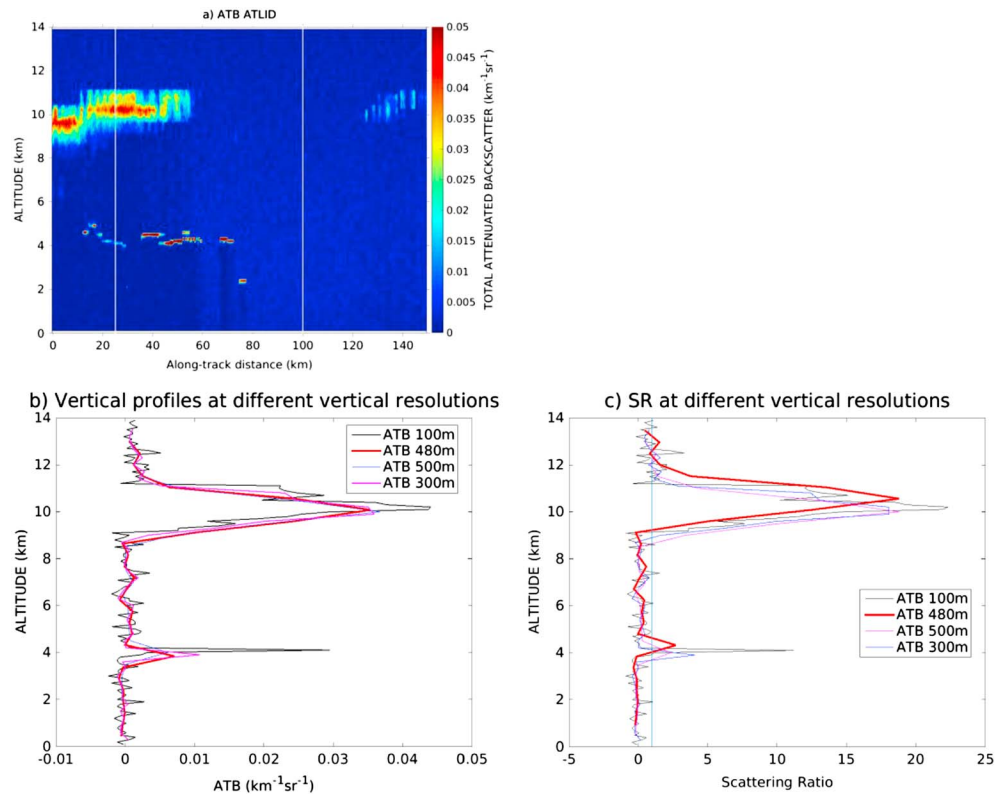 a) ATB ATLID
14
12
10
8
6
4
2
0
ALTITUDE (km)
0 20 40 60 80 100 120 140
Along-track distance (km)
0.05
0.045
0.04
0.035
0.03
0.025
0.02
0.015
0.01
0.005
0
TOTAL ATTENUATED BACKSCATTER (km⁻¹sr⁻¹)
b) Vertical profiles at different vertical resolutions
14
12
10
8
6
4
2
0
ALTITUDE (km)
ATB 100m
ATB 480m
ATB 500m
ATB 300m
-0.01 0 0.01 0.02 0.03 0.04 0.05
ATB (km⁻¹sr⁻¹)
c) SR at different vertical resolutions
14
12
10
8
6
4
2
0
ALTITUDE (km)
ATB 100m
ATB 480m
ATB 500m
ATB 300m
-5 0 5 10 15 20 25
Scattering Ratio